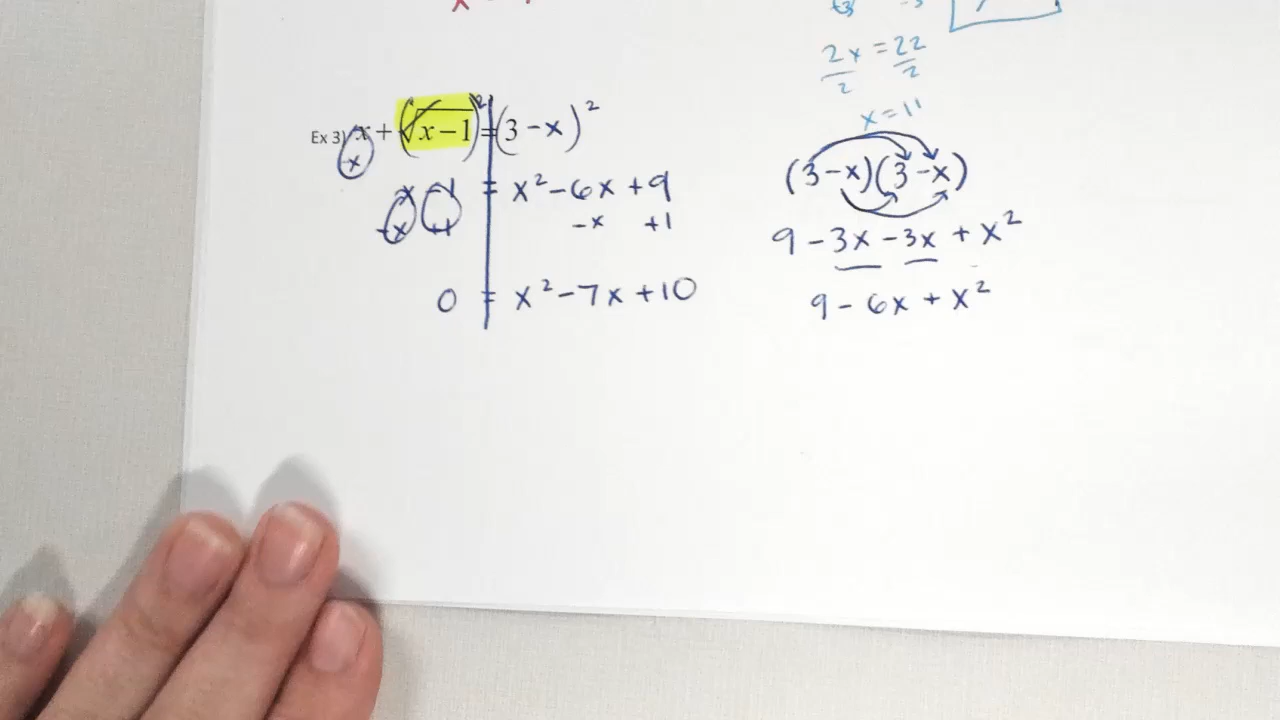 2x = 22
2 2
x = 11
Ex 3) x + (√x − 1)² = (3 − x)²
-x
x -1 = x² - 6x + 9
-x +1 -x +1
0 = x² - 7x + 10
(3 - x)(3 - x)
9 - 3x - 3x + x²
9 - 6x + x²